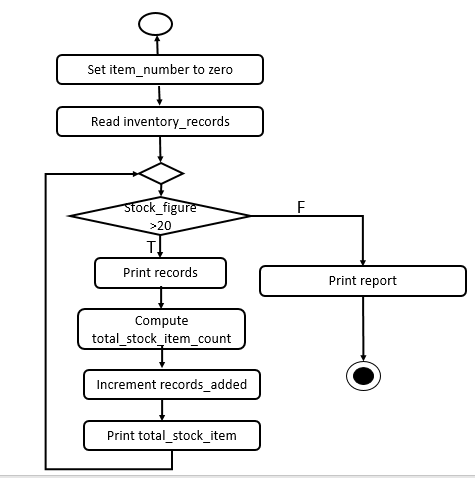 Set item_number to zero
Read inventory_records
Stock_figure
>20
F
T
Print records
Print report
Compute
total_stock_item_count
Increment records_added
Print total_stock_item